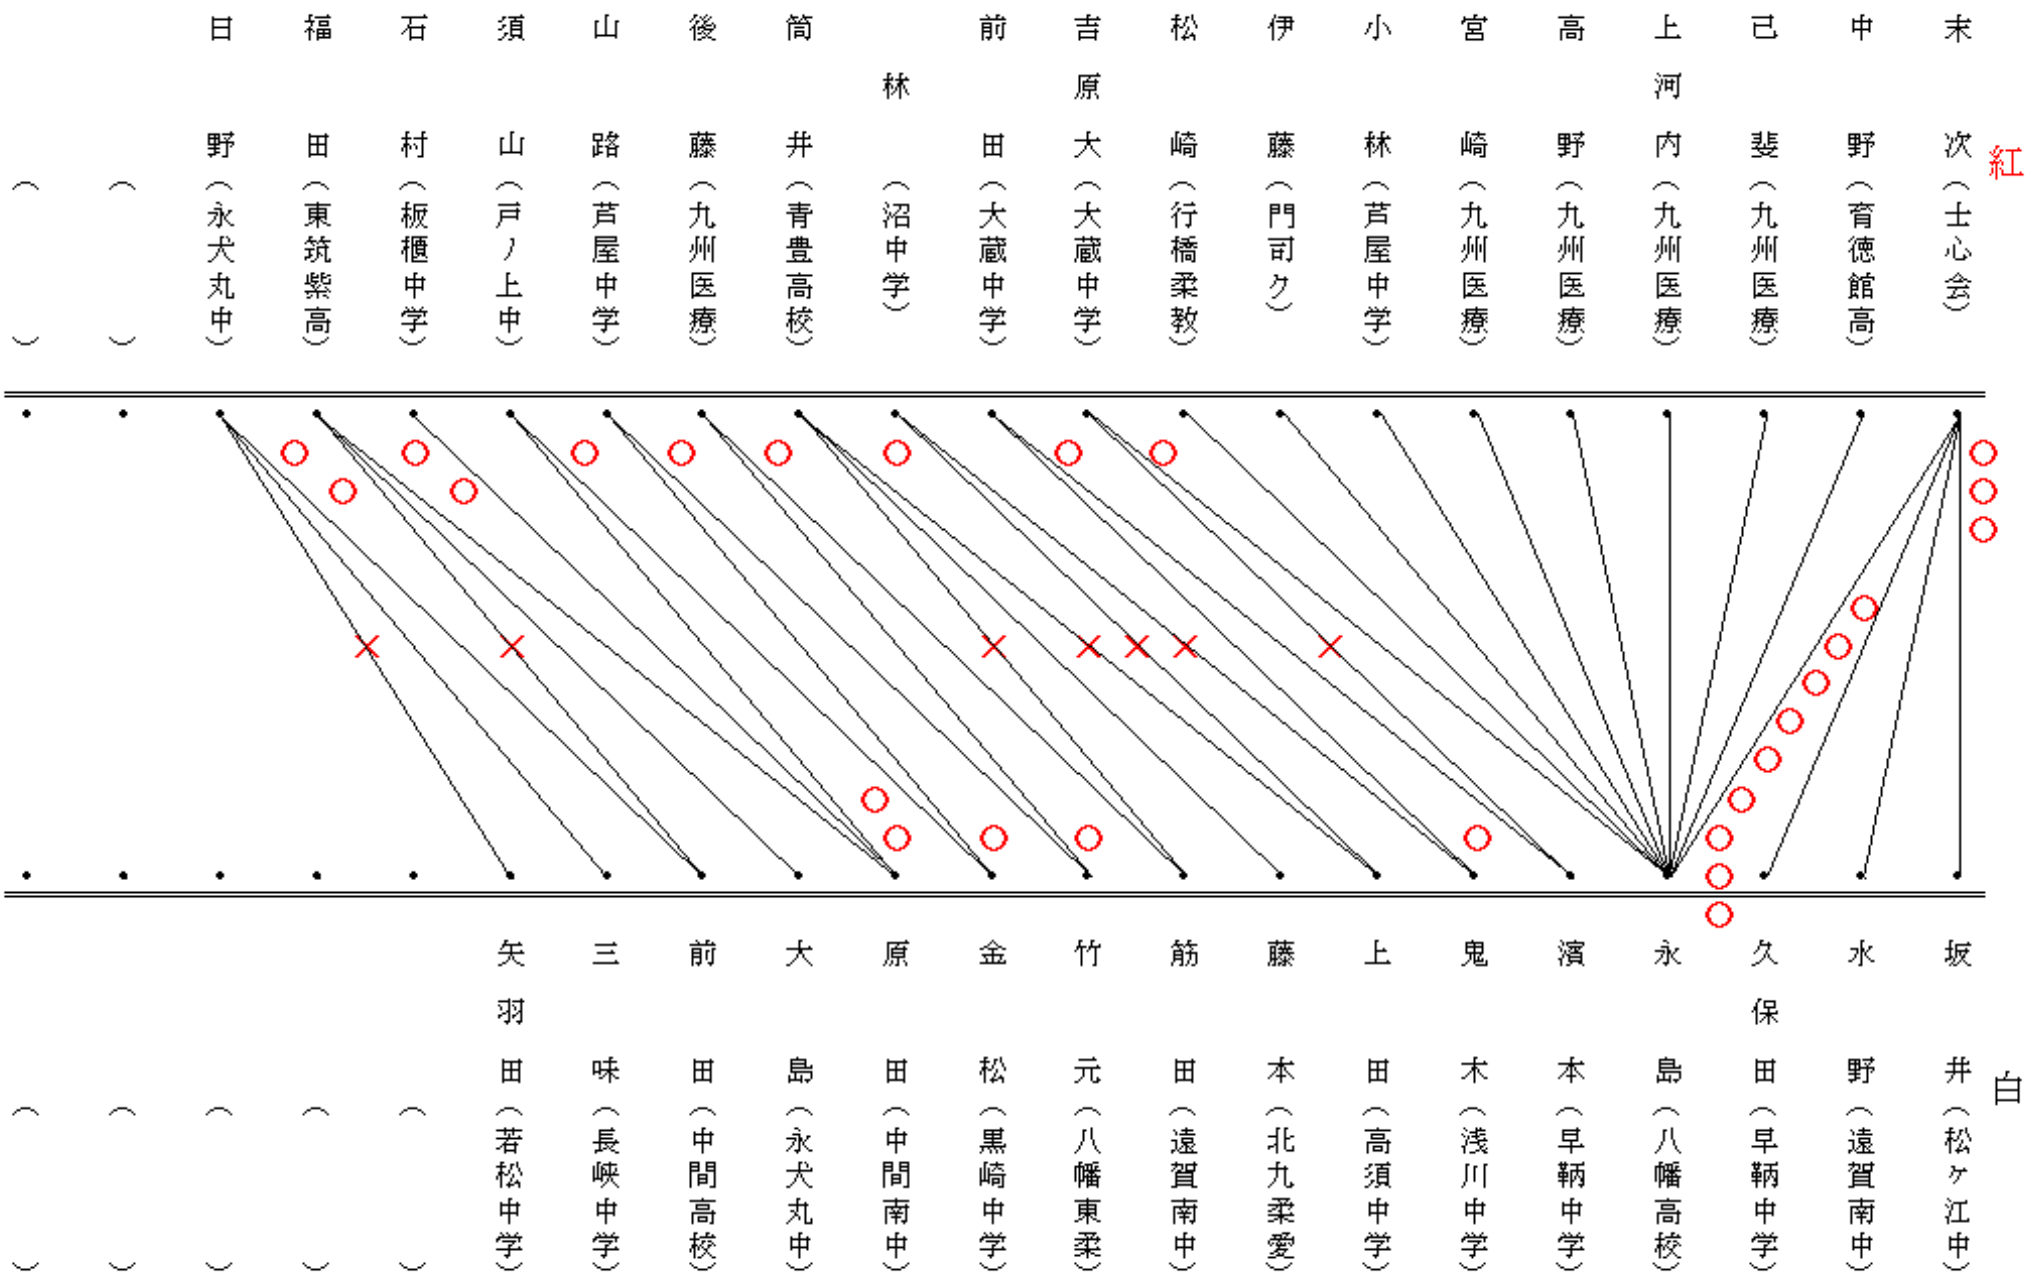 紅
末次（士心会）
中野（育徳館高）
已斐（九州医療）
上河内（九州医療）
高野（九州医療）
宮崎（九州医療）
小林（芦屋中学）
伊藤（門司ク）
松崎（行橋柔教）
吉原大（大蔵中学）
前田（大蔵中学）
林（沼中学）
筒井（青豊高校）
後藤（九州医療）
山路（芦屋中学）
須山（戸ノ上中）
石村（板櫃中学）
福田（東筑紫高）
日野（永犬丸中）
（　）
（　）
白
坂井（松ケ江中）
水野（遠賀南中）
久保田（早鞆中学）
永島（八幡高校）
濱本（早鞆中学）
鬼木（浅川中学）
上田（高須中学）
藤本（北九柔愛）
筋田（遠賀南中）
竹元（八幡東柔）
金松（黒崎中学）
原田（中間南中）
大島（永犬丸中）
前田（中間高校）
三味（長峡中学）
矢羽田（若松中学）
（　）
（　）
（　）
（　）
（　）